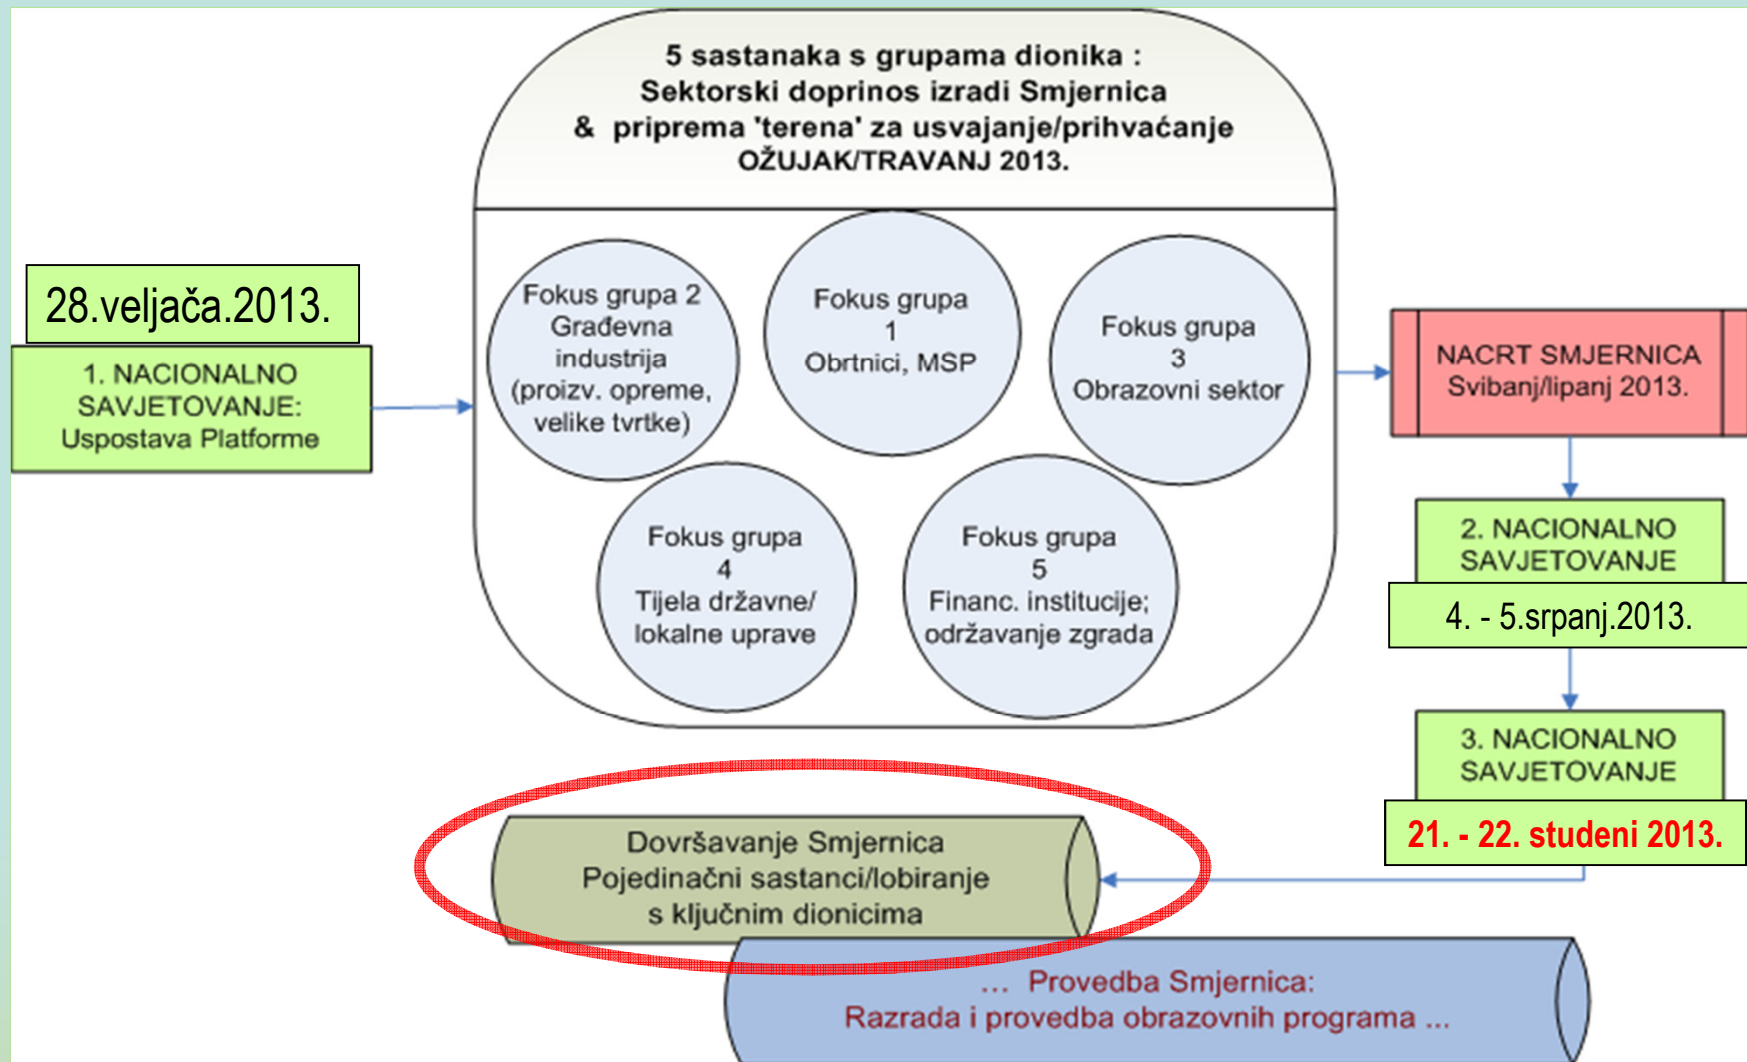 5 sastanaka s grupama dionika :
Sektorski doprinos izradi Smjernica
& priprema 'terena' za usvajanje/prihvaćanje
OŽUJAK/TRAVANJ 2013.
28.veljača.2013.
1. NACIONALNO
SAVJETOVANJE:
Uspostava Platforme
Fokus grupa 2
Građevna
industrija
(proizv. opreme,
velike tvrtke)
Fokus grupa
1
Obrtnici, MSP
Fokus grupa
3
Obrazovni sektor
Fokus grupa
4
Tijela državne/
lokalne uprave
Fokus grupa
5
Financ. institucije;
održavanje zgrada
NACRT SMJERNICA
Svibanj/lipanj 2013.
2. NACIONALNO
SAVJETOVANJE
4. - 5.srpanj.2013.
3. NACIONALNO
SAVJETOVANJE
21. - 22. studeni 2013.
Dovršavanje Smjernica
Pojedinačni sastanci/lobiranje
s ključnim dionicima
... Provedba Smjernica:
Razrada i provedba obrazovnih programa ...